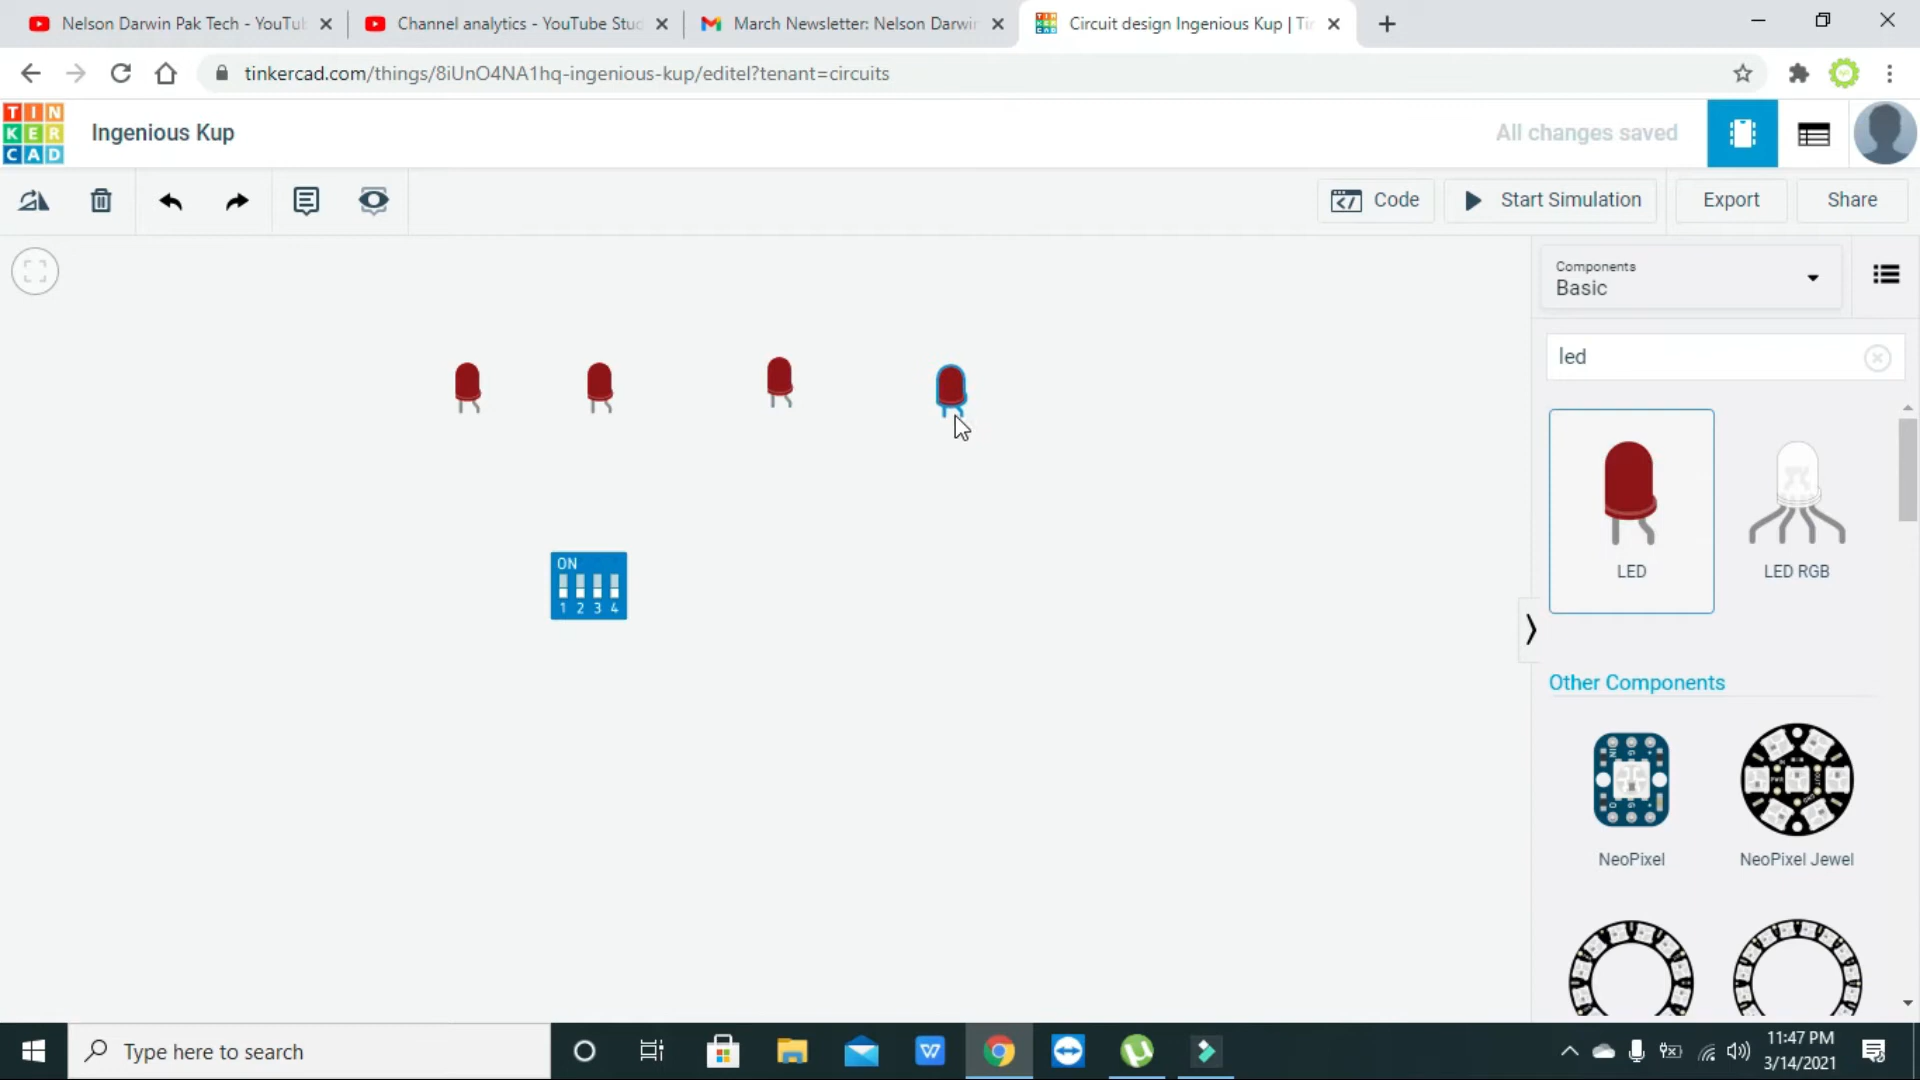 Nelson Darwin Pak Tech - YouTu
Channel analytics - YouTube Stud
March Newsletter: Nelson Darwin
Circuit design Ingenious Kup | Ti
tinkercad.com/things/8iUnO4NA1hq-ingenious-kup/editel?tenant=circuits
TIN
KER
CAD
Ingenious Kup
All changes saved
Code
Start Simulation
Export
Share
Components
Basic
led
LED
LED RGB
ON
1 2 3 4
Other Components
NeoPixel
NeoPixel Jewel
Type here to search
11:47 PM
3/14/2021